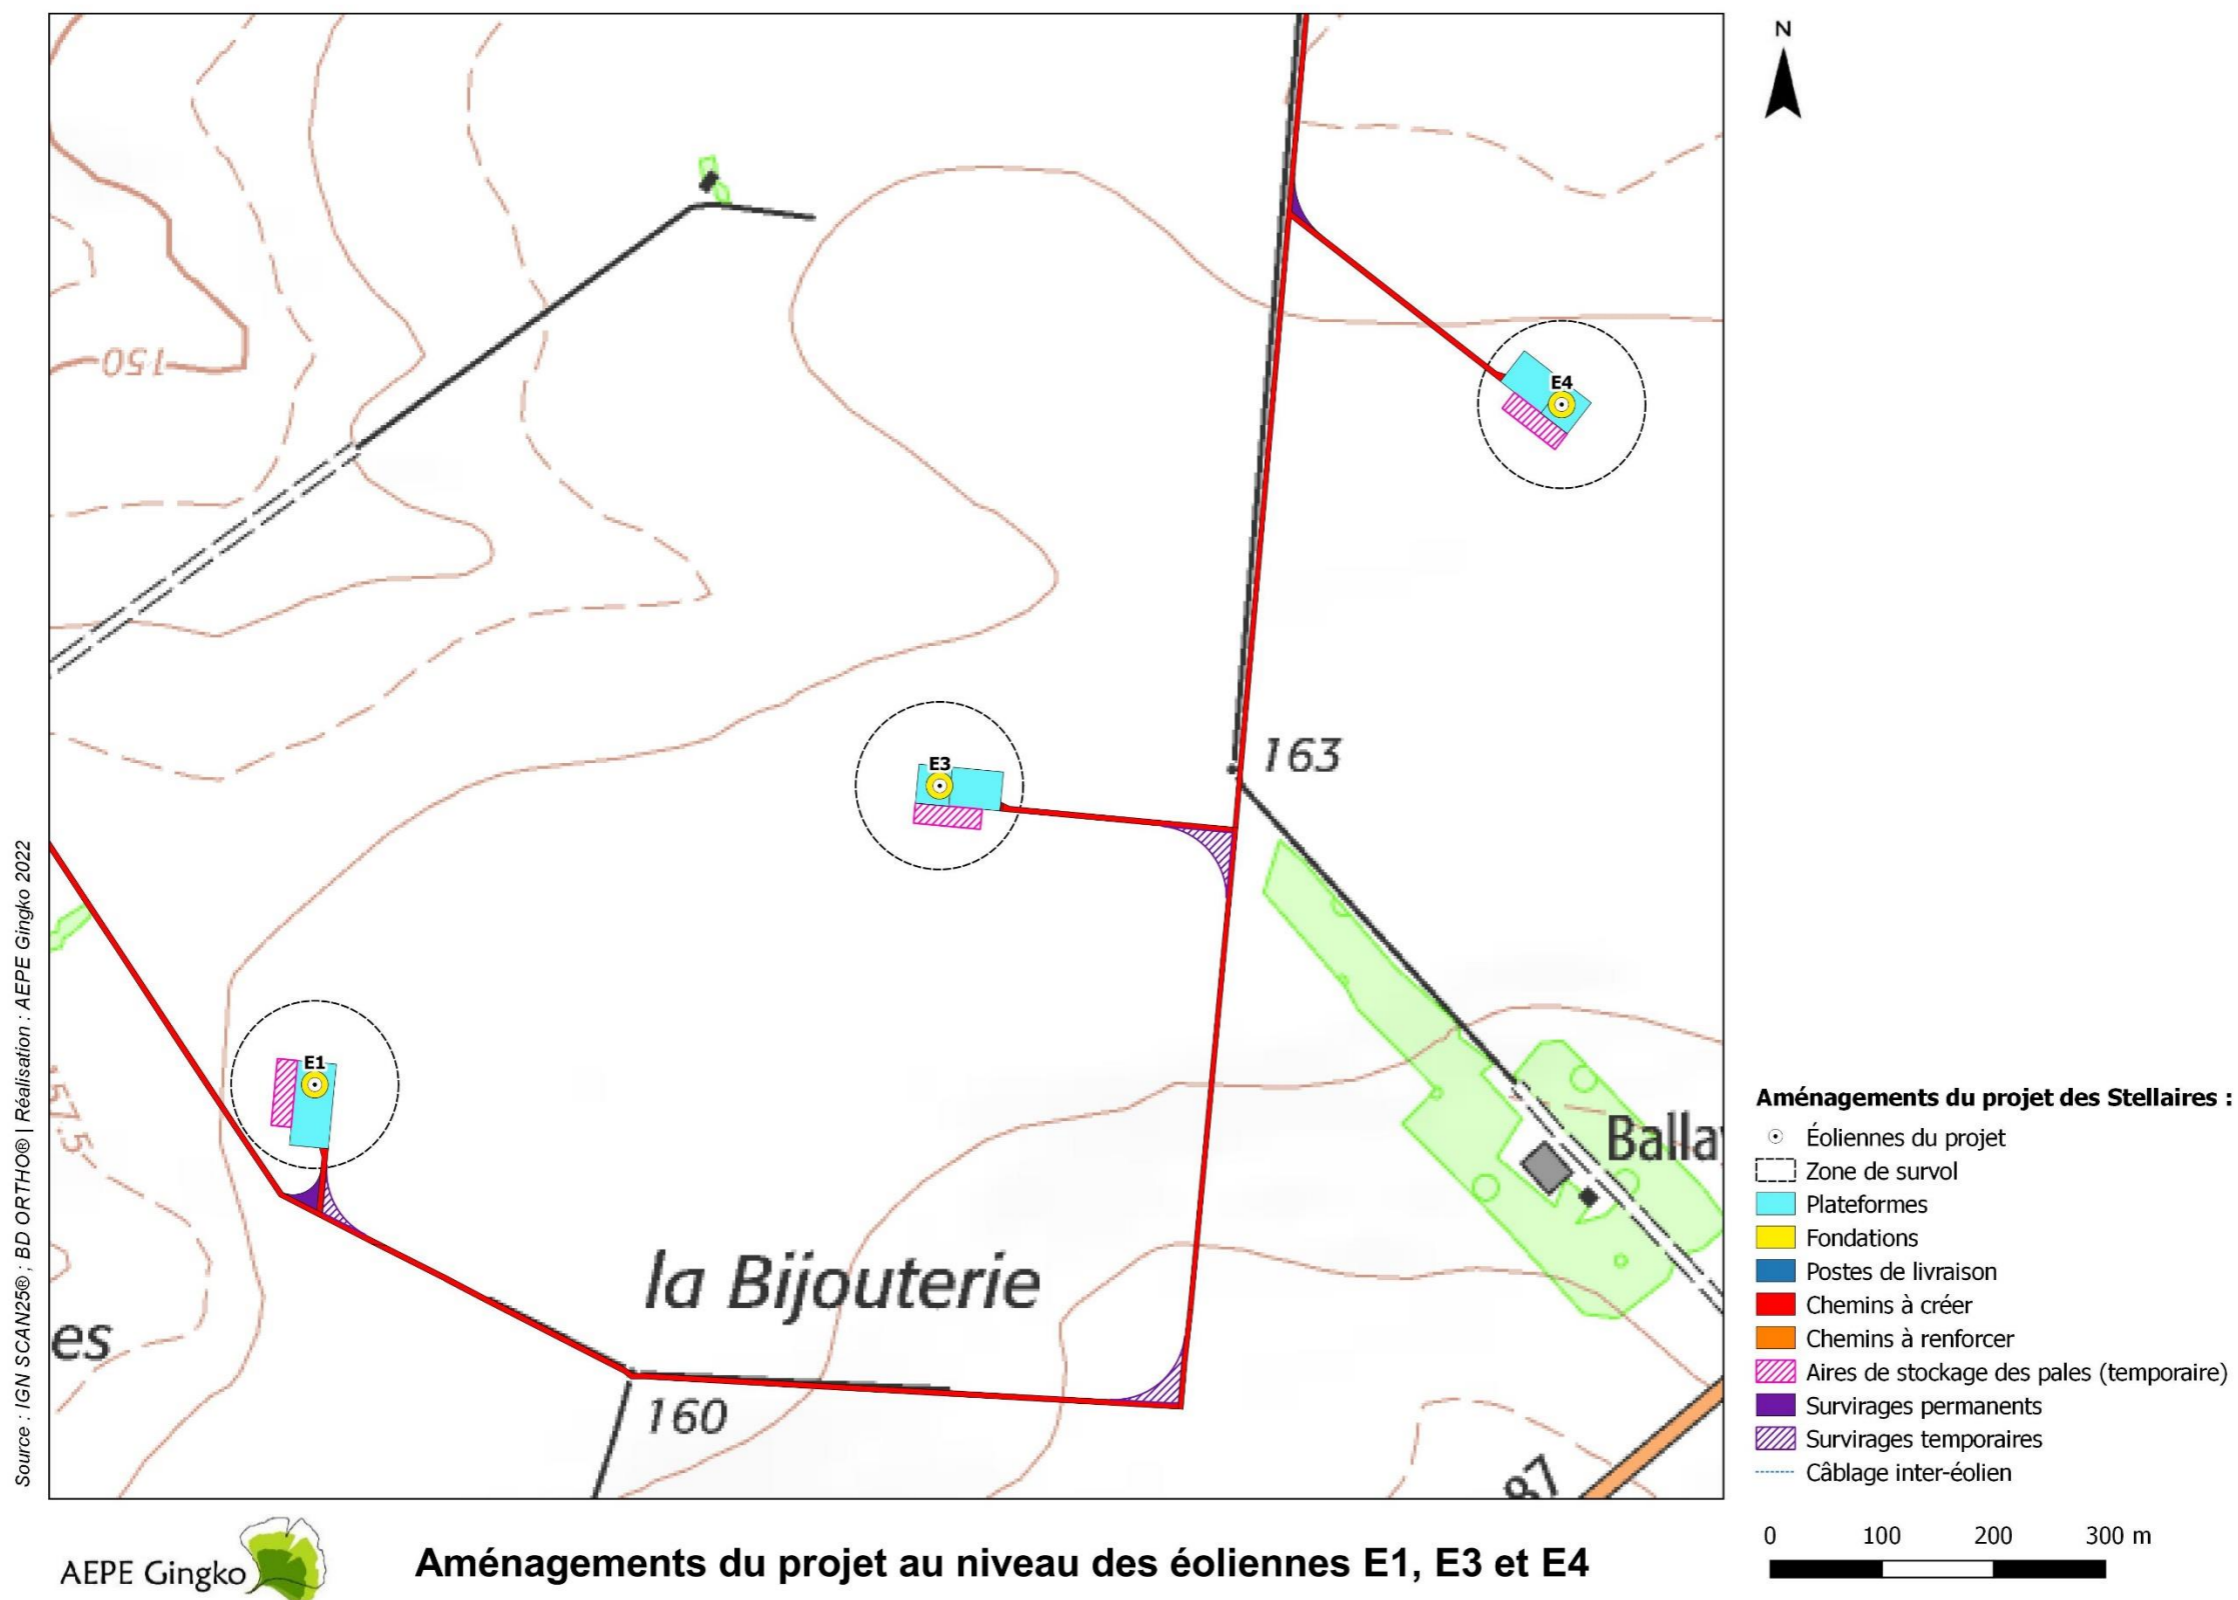 N
150
E4
163
E3
E1
157.5
la Bijouterie
Balla
es
160
87
Source : IGN SCAN25® ; BD ORTHO® | Réalisation : AEPE Gingko 2022
Aménagements du projet des Stellaires :
Éoliennes du projet
Zone de survol
Plateformes
Fondations
Postes de livraison
Chemins à créer
Chemins à renforcer
Aires de stockage des pales (temporaire)
Survirages permanents
Survirages temporaires
Câblage inter-éolien
0 100 200 300 m
AEPE Gingko
Aménagements du projet au niveau des éoliennes E1, E3 et E4